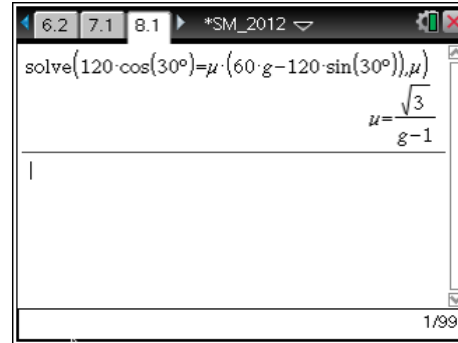 6.2 7.1 8.1 *SM_2012
solve(120·cos(30°)=μ·(60·g−120·sin(30°)),μ)
μ=√3/g−1
1/99